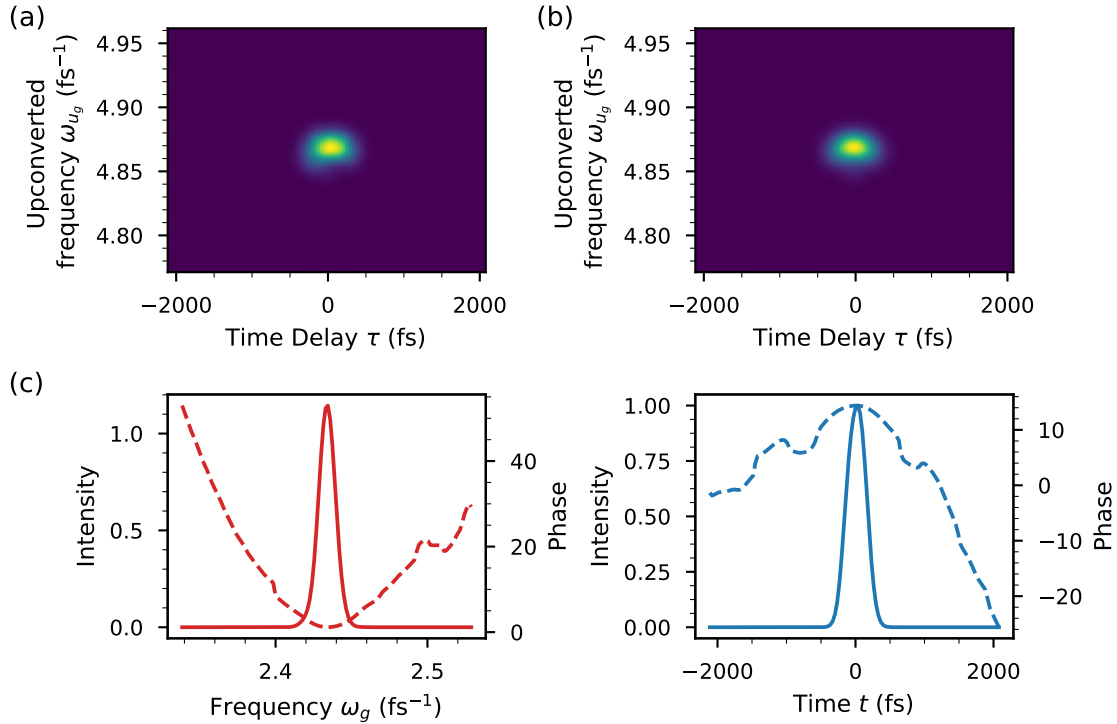 (a)
(b)
Upconverted
frequency ω_{u_g} (fs⁻¹)
4.95
4.90
4.85
4.80
−2000
0
2000
Time Delay τ (fs)
Upconverted
frequency ω_{u_g} (fs⁻¹)
4.95
4.90
4.85
4.80
−2000
0
2000
Time Delay τ (fs)
(c)
Intensity
1.0
0.5
0.0
2.4
2.5
Frequency ω_g (fs⁻¹)
40
20
0
Phase
Intensity
1.00
0.75
0.50
0.25
0.00
−2000
0
2000
Time t (fs)
10
0
−10
−20
Phase